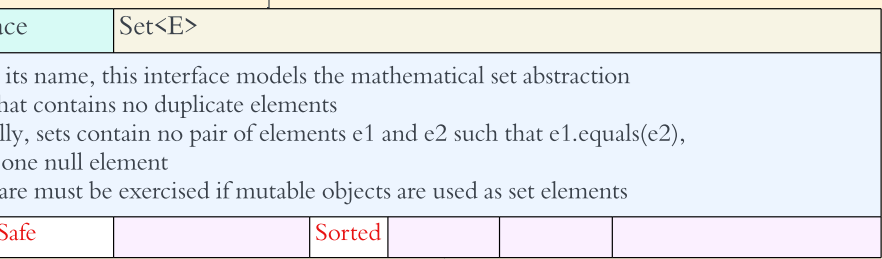 ace Set<E>
its name, this interface models the mathematical set abstraction
hat contains no duplicate elements
lly, sets contain no pair of elements e1 and e2 such that e1.equals(e2),
one null element
are must be exercised if mutable objects are used as set elements
Safe Sorted